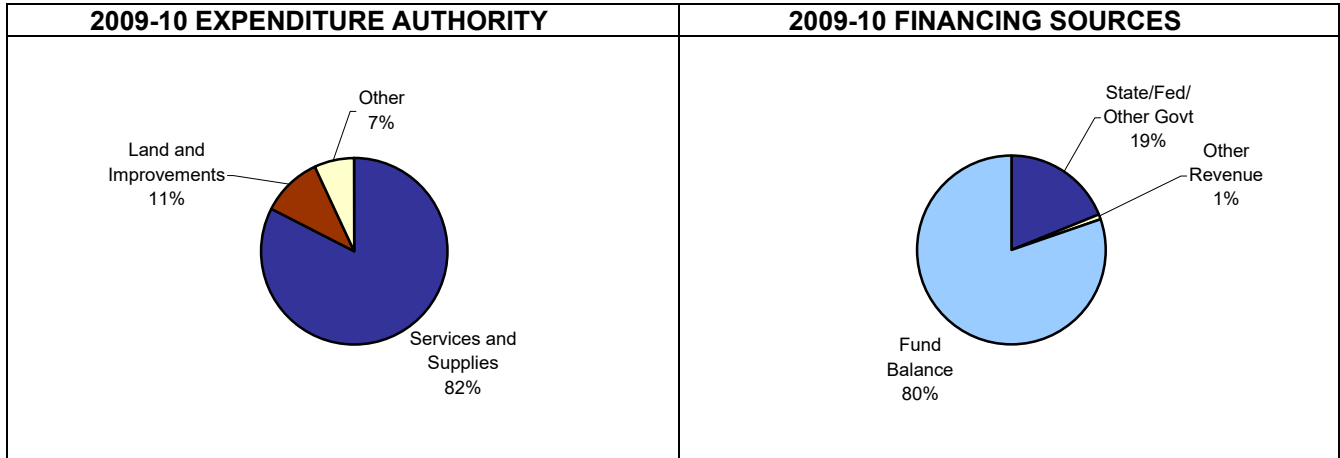 2009-10 EXPENDITURE AUTHORITY
Other
7%
Land and
Improvements
11%
Services and
Supplies
82%
2009-10 FINANCING SOURCES
State/Fed/
Other Govt
19%
Other
Revenue
1%
Fund
Balance
80%